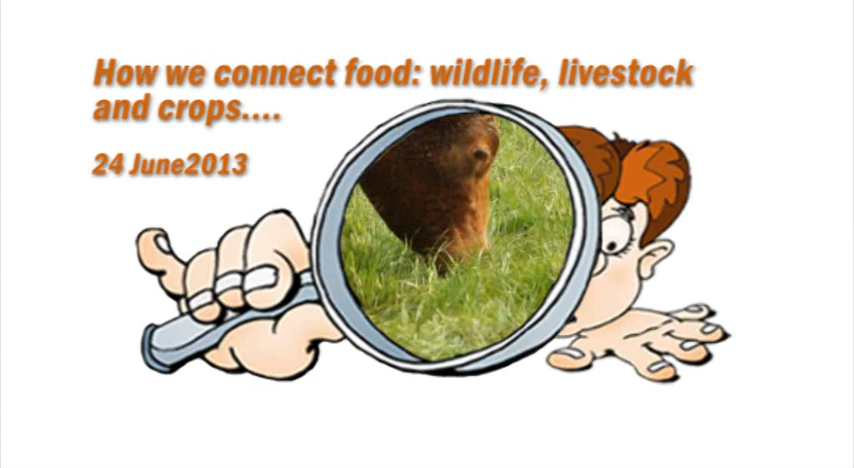 How we connect food: wildlife, livestock
and crops....
24 June2013